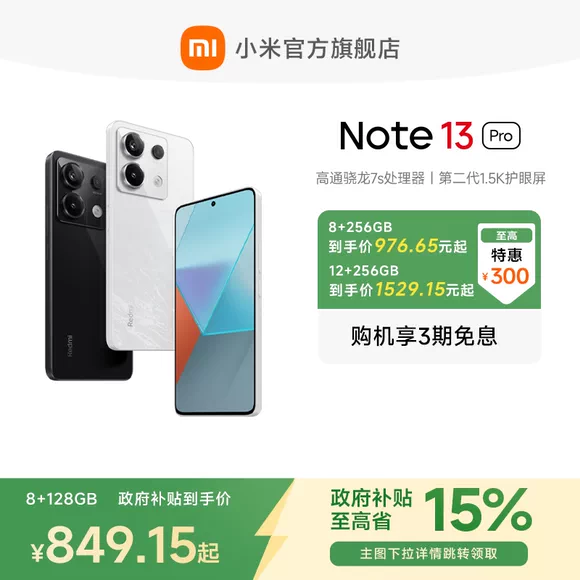 小米官方旗舰店
Note 13 Pro
高通骁龙7s处理器丨第二代1.5K护眼屏
8+256GB
到手价976.65元起
12+256GB
到手价1529.15元起
至高
特惠
¥300
购机享3期免息
Redmi
Redmi
8+128GB 政府补贴到手价
¥849.15起
政府补贴
至高省
15%
主图下拉详情跳转领取